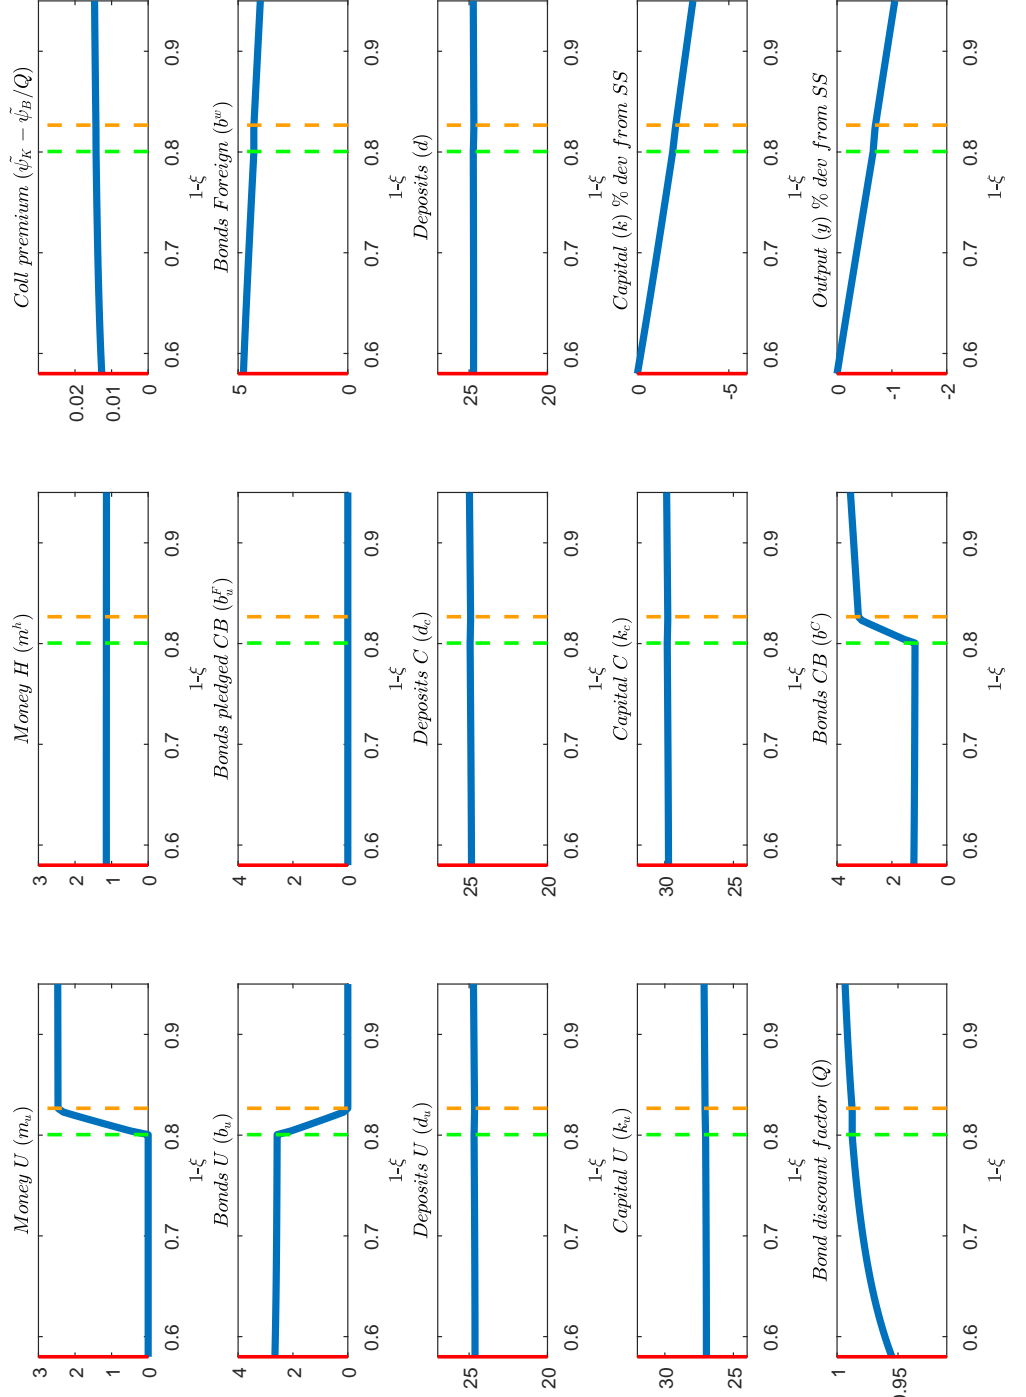 Money U (m_u)
3
2
1
0
0.6 0.7 0.8 0.9
1-ξ
Money H (m^h)
3
2
1
0
0.6 0.7 0.8 0.9
1-ξ
Coll premium (ψ̃_K − ψ̃_B/Q)
0.02
0.01
0
0.6 0.7 0.8 0.9
1-ξ
Bonds U (b_u)
4
2
0
0.6 0.7 0.8 0.9
1-ξ
Bonds pledged CB (b_u^F)
4
2
0
0.6 0.7 0.8 0.9
1-ξ
Bonds Foreign (b^w)
5
0
0.6 0.7 0.8 0.9
1-ξ
Deposits U (d_u)
25
20
0.6 0.7 0.8 0.9
1-ξ
Deposits C (d_c)
25
20
0.6 0.7 0.8 0.9
1-ξ
Deposits (d)
25
20
0.6 0.7 0.8 0.9
1-ξ
Capital U (k_u)
30
25
0.6 0.7 0.8 0.9
1-ξ
Capital C (k_c)
30
25
0.6 0.7 0.8 0.9
1-ξ
Capital (k) % dev from SS
0
-5
0.6 0.7 0.8 0.9
1-ξ
Bond discount factor (Q)
1
0.95
0.6 0.7 0.8 0.9
1-ξ
Bonds CB (b^C)
4
2
0
0.6 0.7 0.8 0.9
1-ξ
Output (y) % dev from SS
0
-1
-2
0.6 0.7 0.8 0.9
1-ξ